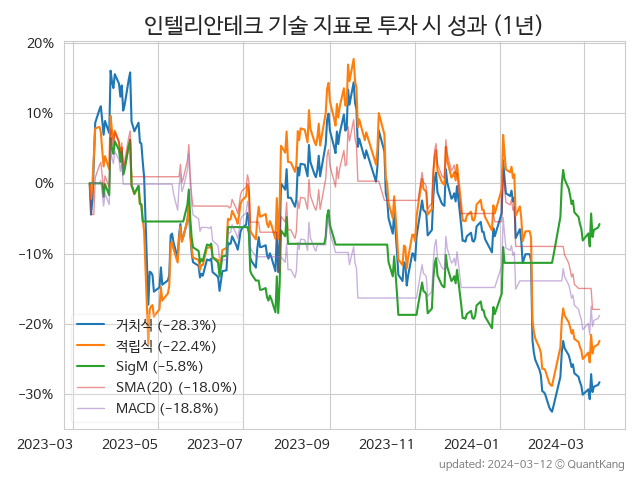 인텔리안테크 기술 지표로 투자 시 성과 (1년)
20%
10%
0%
−10%
−20%
−30%
거치식 (−28.3%)
적립식 (−22.4%)
SigM (−5.8%)
SMA(20) (−18.0%)
MACD (−18.8%)
2023-03 2023-05 2023-07 2023-09 2023-11 2024-01 2024-03
updated: 2024-03-12 © QuantKang